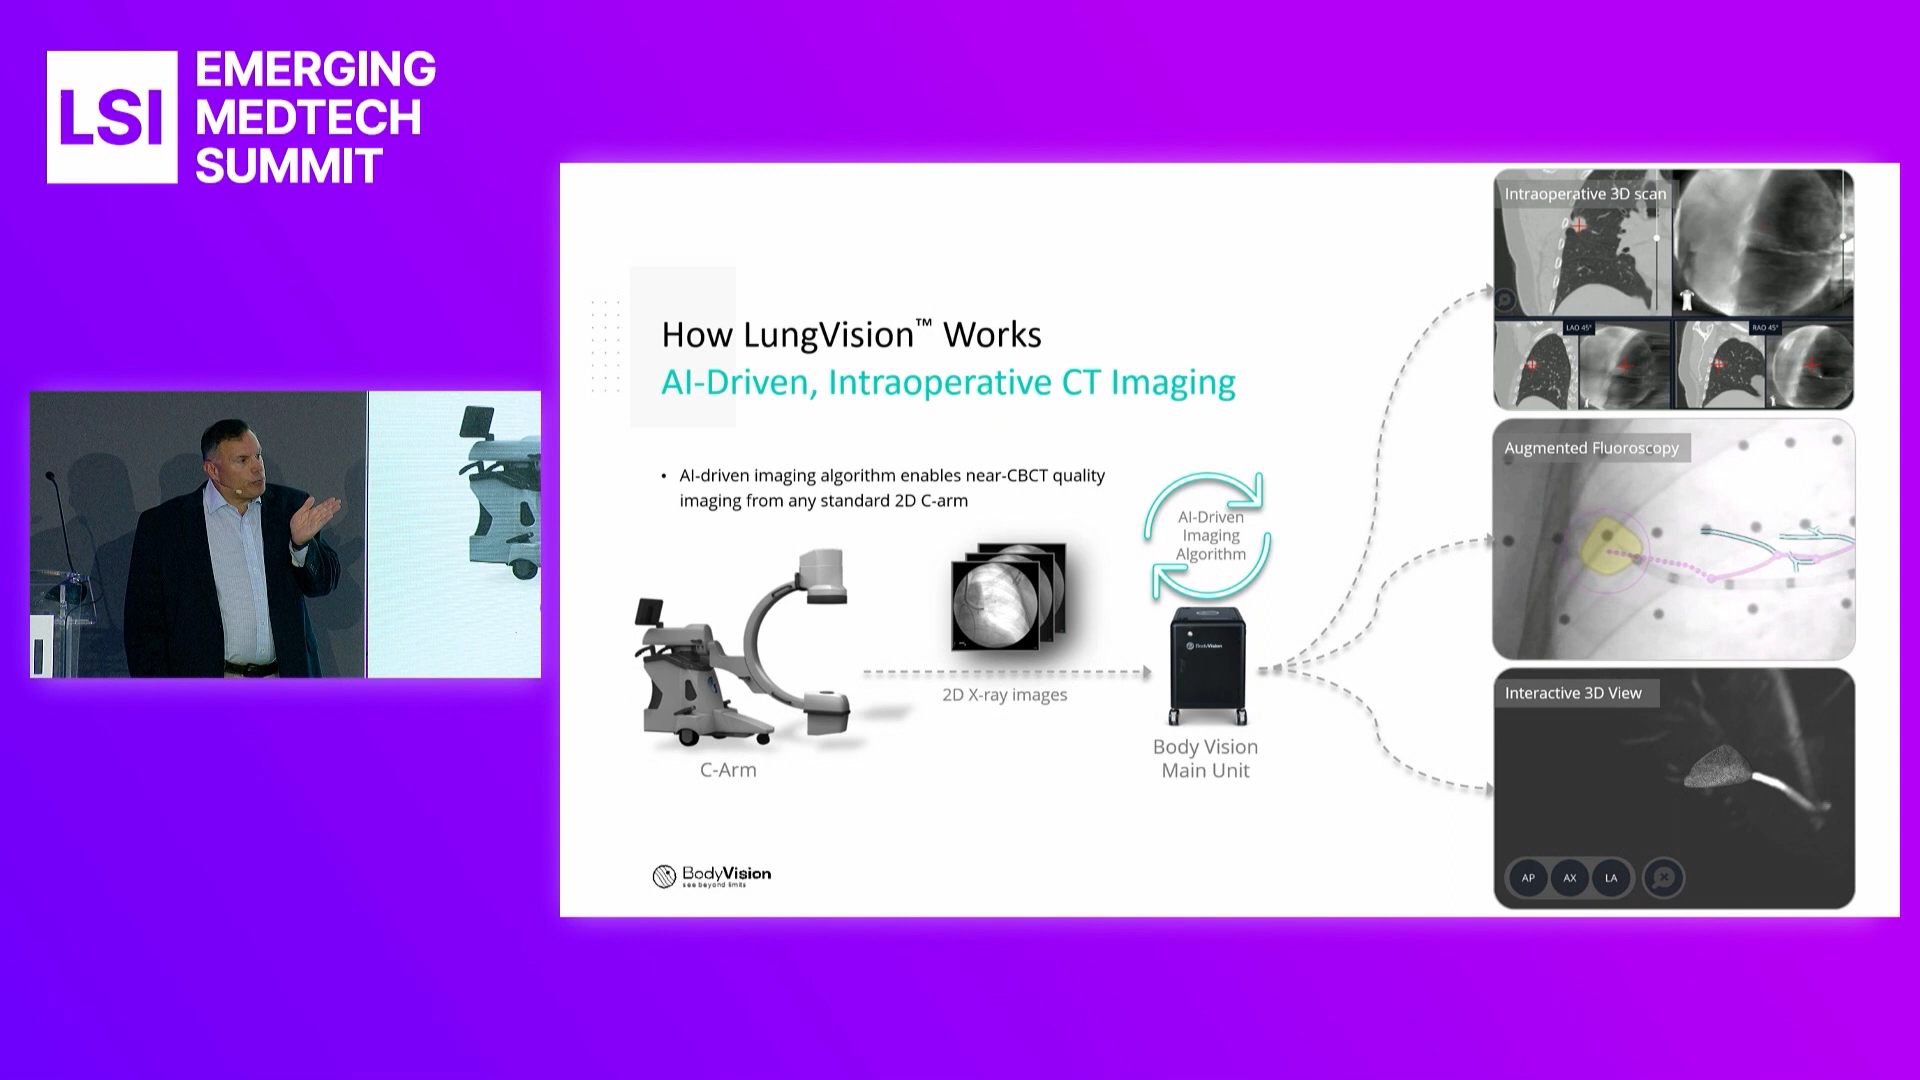 LSI
EMERGING
MEDTECH
SUMMIT
How LungVision™ Works
AI-Driven, Intraoperative CT Imaging
• AI-driven imaging algorithm enables near-CBCT quality
imaging from any standard 2D C-arm
C-Arm
2D X-ray images
AI-Driven
Imaging
Algorithm
BodyVision
Body Vision
Main Unit
Intraoperative 3D scan
LAO 45°
RAO 45°
Augmented Fluoroscopy
Interactive 3D View
AP
AX
LA
BodyVision
see beyond limits